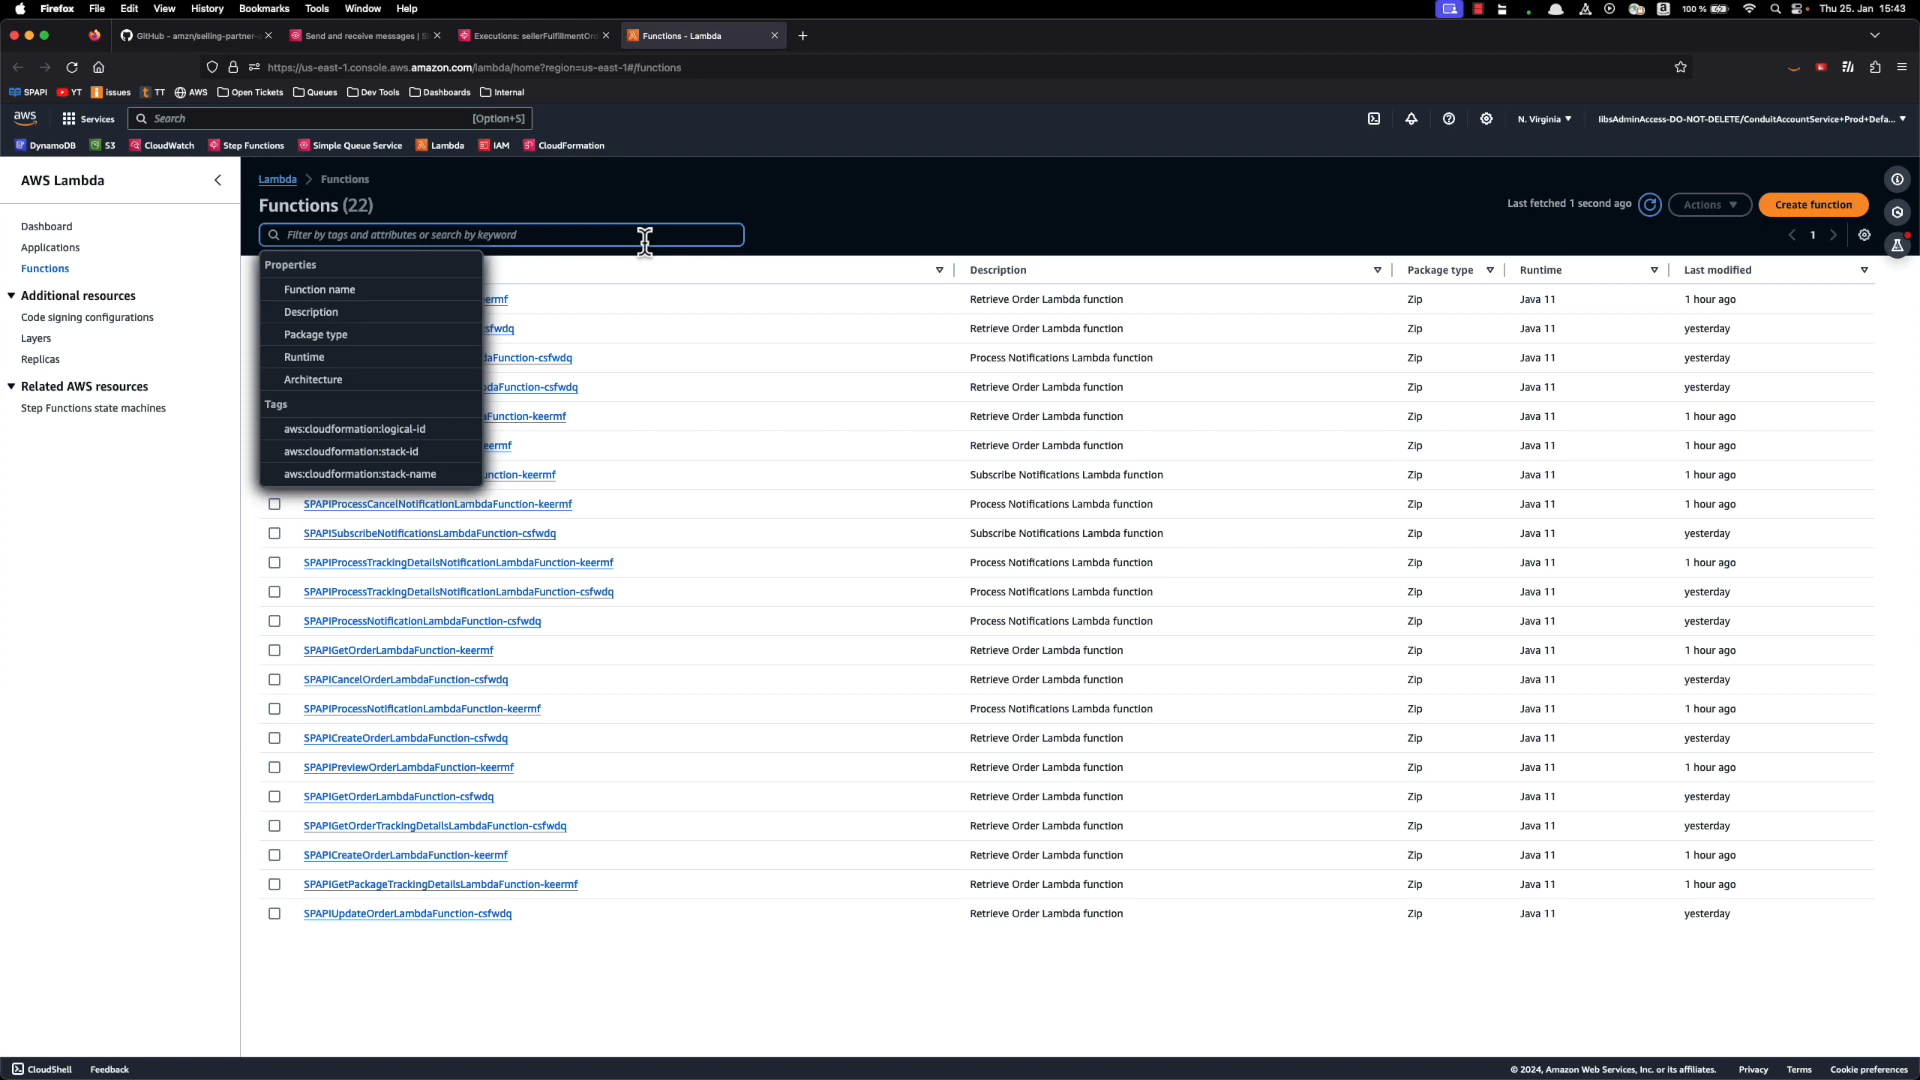 Firefox File Edit View History Bookmarks Tools Window Help 100 % Thu 25. Jan 15:43
GitHub - amzn/selling-partner- Send and receive messages | S Executions: sellerFulfillmentOr Functions - Lambda
https://us-east-1.console.aws.amazon.com/lambda/home?region=us-east-1#/functions
SPAPI YT issues TT AWS Open Tickets Queues Dev Tools Dashboards Internal
aws Services Search [Option+S] N. Virginia libsAdminAccess-DO-NOT-DELETE/ConduitAccountService+Prod+Defa...
DynamoDB S3 CloudWatch Step Functions Simple Queue Service Lambda IAM CloudFormation
AWS Lambda
Dashboard
Applications
Functions
Additional resources
Code signing configurations
Layers
Replicas
Related AWS resources
Step Functions state machines
Lambda Functions
Functions (22)
Last fetched 1 second ago Actions Create function
Filter by tags and attributes or search by keyword
1
Properties
Function name
Description
Package type
Runtime
Architecture
Tags
aws:cloudformation:logical-id
aws:cloudformation:stack-id
aws:cloudformation:stack-name
Description Package type Runtime Last modified
eermf Retrieve Order Lambda function Zip Java 11 1 hour ago
csfwdq Retrieve Order Lambda function Zip Java 11 yesterday
daFunction-csfwdq Process Notifications Lambda function Zip Java 11 yesterday
bdaFunction-csfwdq Retrieve Order Lambda function Zip Java 11 yesterday
aFunction-keermf Retrieve Order Lambda function Zip Java 11 1 hour ago
eermf Retrieve Order Lambda function Zip Java 11 1 hour ago
unction-keermf Subscribe Notifications Lambda function Zip Java 11 1 hour ago
SPAPIProcessCancelNotificationLambdaFunction-keermf Process Notifications Lambda function Zip Java 11 1 hour ago
SPAPISubscribeNotificationsLambdaFunction-csfwdq Subscribe Notifications Lambda function Zip Java 11 yesterday
SPAPIProcessTrackingDetailsNotificationLambdaFunction-keermf Process Notifications Lambda function Zip Java 11 1 hour ago
SPAPIProcessTrackingDetailsNotificationLambdaFunction-csfwdq Process Notifications Lambda function Zip Java 11 yesterday
SPAPIProcessNotificationLambdaFunction-csfwdq Process Notifications Lambda function Zip Java 11 yesterday
SPAPIGetOrderLambdaFunction-keermf Retrieve Order Lambda function Zip Java 11 1 hour ago
SPAPICancelOrderLambdaFunction-csfwdq Retrieve Order Lambda function Zip Java 11 yesterday
SPAPIProcessNotificationLambdaFunction-keermf Process Notifications Lambda function Zip Java 11 1 hour ago
SPAPICreateOrderLambdaFunction-csfwdq Retrieve Order Lambda function Zip Java 11 yesterday
SPAPIPreviewOrderLambdaFunction-keermf Retrieve Order Lambda function Zip Java 11 1 hour ago
SPAPIGetOrderLambdaFunction-csfwdq Retrieve Order Lambda function Zip Java 11 yesterday
SPAPIGetOrderTrackingDetailsLambdaFunction-csfwdq Retrieve Order Lambda function Zip Java 11 yesterday
SPAPICreateOrderLambdaFunction-keermf Retrieve Order Lambda function Zip Java 11 1 hour ago
SPAPIGetPackageTrackingDetailsLambdaFunction-keermf Retrieve Order Lambda function Zip Java 11 1 hour ago
SPAPIUpdateOrderLambdaFunction-csfwdq Retrieve Order Lambda function Zip Java 11 yesterday
CloudShell Feedback © 2024, Amazon Web Services, Inc. or its affiliates. Privacy Terms Cookie preferences